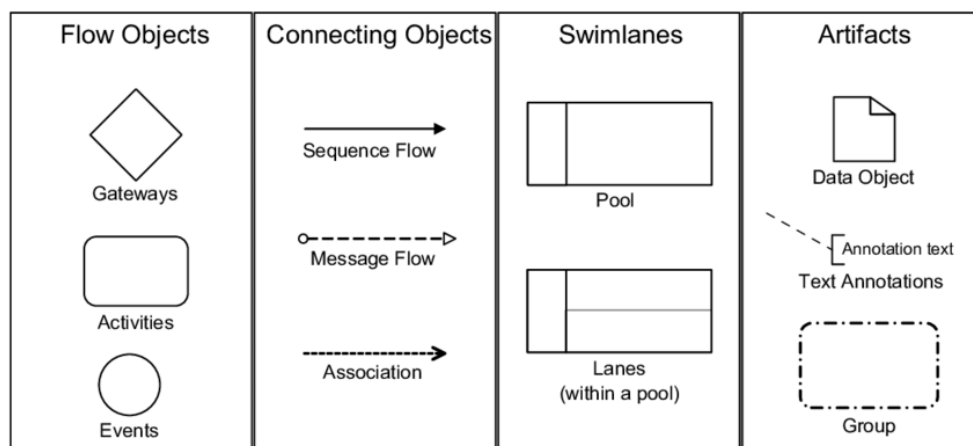 Flow Objects
Gateways
Activities
Events
Connecting Objects
Sequence Flow
Message Flow
Association
Swimlanes
Pool
Lanes
(within a pool)
Artifacts
Data Object
Annotation text
Text Annotations
Group